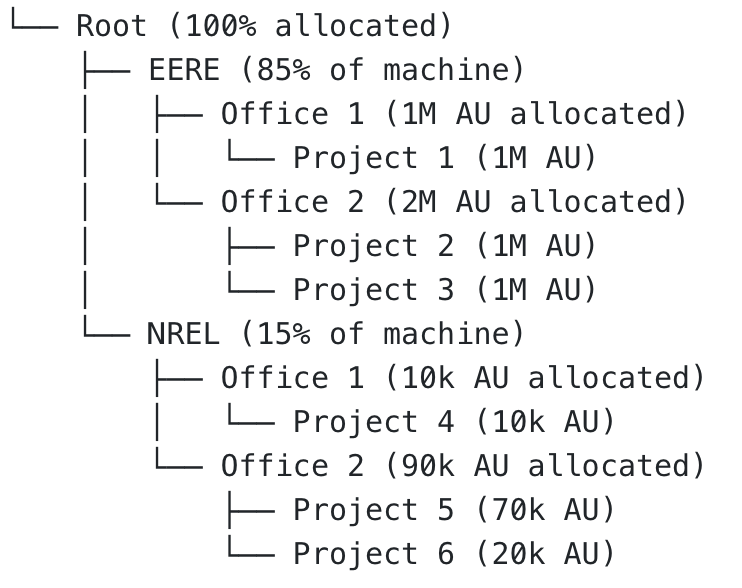 └── Root (100% allocated)
    ├── EERE (85% of machine)
    │   ├── Office 1 (1M AU allocated)
    │   │   └── Project 1 (1M AU)
    │   └── Office 2 (2M AU allocated)
    │       ├── Project 2 (1M AU)
    │       └── Project 3 (1M AU)
    └── NREL (15% of machine)
        ├── Office 1 (10k AU allocated)
        │   └── Project 4 (10k AU)
        └── Office 2 (90k AU allocated)
            ├── Project 5 (70k AU)
            └── Project 6 (20k AU)